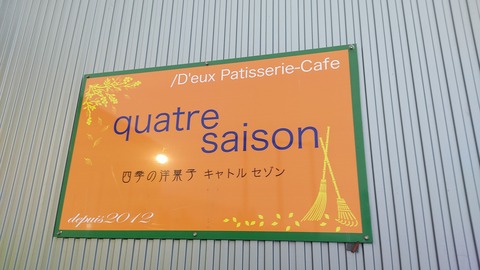 /D'eux Patisserie-Cafe
quatre
saison
四季の洋菓子 キャトル セゾン
depuis2012